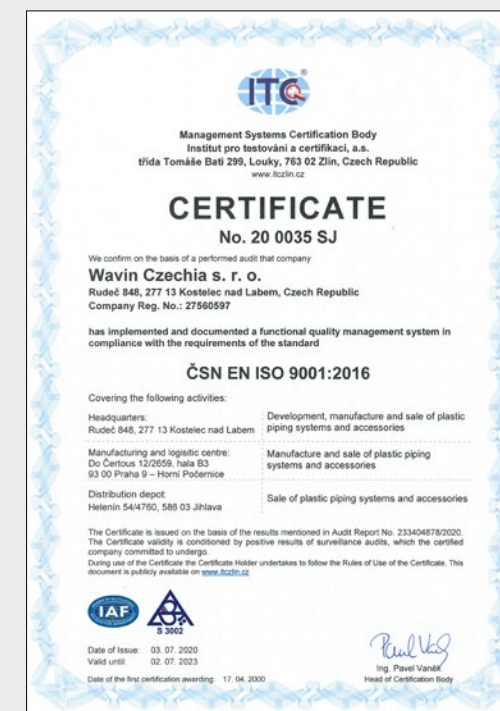 ITC ®
Management Systems Certification Body
Institut pro testování a certifikaci, a.s.
třída Tomáše Bati 299, Louky, 763 02 Zlín, Czech Republic
www.itczlin.cz
CERTIFICATE
No. 20 0035 SJ
We confirm on the basis of a performed audit that company
Wavin Czechia s. r. o.
Rudeč 848, 277 13 Kostelec nad Labem, Czech Republic
Company Reg. No.: 27560597
has implemented and documented a functional quality management system in
compliance with the requirements of the standard
ČSN EN ISO 9001:2016
Covering the following activities:
Headquarters:
Rudeč 848, 277 13 Kostelec nad Labem
Development, manufacture and sale of plastic
piping systems and accessories
Manufacturing and logisitic centre:
Do Čertous 12/2659, hala B3
93 00 Praha 9 – Horní Počernice
Manufacture and sale of plastic piping
systems and accessories
Distribution depot:
Helenín 54/4760, 586 03 Jihlava
Sale of plastic piping systems and accessories
The Certificate is issued on the basis of the results mentioned in Audit Report No. 233404878/2020.
The Certificate validity is conditioned by positive results of surveillance audits, which the certified
company committed to undergo.
During use of the Certificate the Certificate Holder undertakes to follow the Rules of Use of the Certificate. This
document is publicly available on www.itczlin.cz
IAF
S 3002
Date of Issue: 03. 07. 2020
Valid until: 02. 07. 2023
Date of the first certification awarding: 17. 04. 2000
Ing. Pavel Vaněk
Head of Certification Body